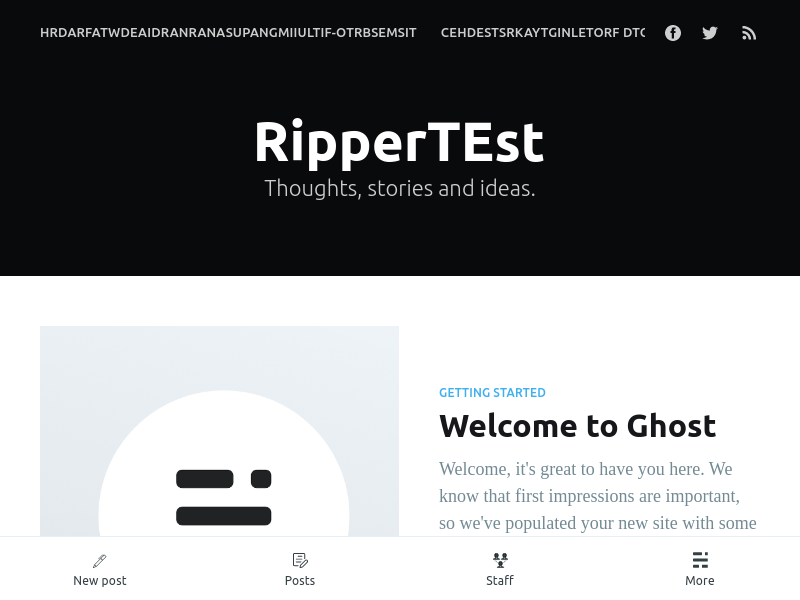 HRDARFATWDEAIDRANRANASUPANGMIIULTIF-OTRBSEMSIT CEHDESTSRKAYTGINLETORF DTC
RipperTEst
Thoughts, stories and ideas.
GETTING STARTED
Welcome to Ghost
Welcome, it's great to have you here. We
know that first impressions are important,
so we've populated your new site with some
New post Posts Staff More